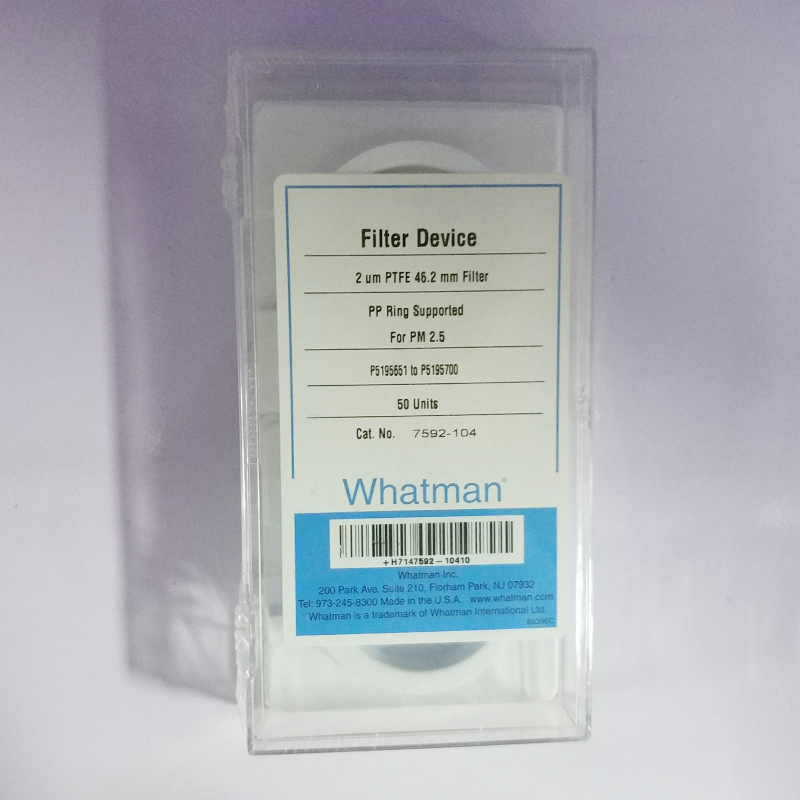 Filter Device
2 um PTFE 46.2 mm Filter
PP Ring Supported
For PM 2.5
P5195651 to P5195700
50 Units
Cat. No. 7592-104
Whatman®
+H7147592-10410
Whatman Inc.
200 Park Ave. Suite 210, Florham Park, NJ 07932
Tel: 973-245-8300 Made in the U.S.A. www.whatman.com
Whatman is a trademark of Whatman International Ltd.